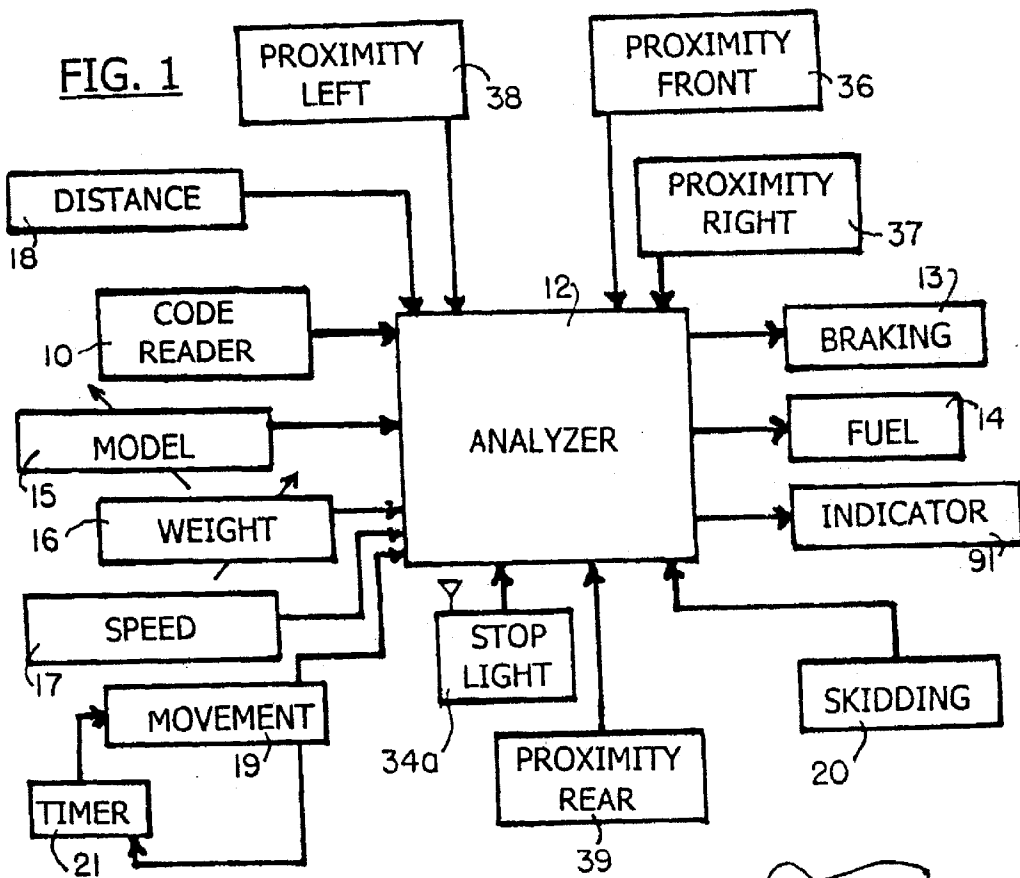 FIG. 1
PROXIMITY
LEFT
38
PROXIMITY
FRONT
36
DISTANCE
18
PROXIMITY
RIGHT
37
CODE
READER
10
12
ANALYZER
13
BRAKING
MODEL
15
14
FUEL
WEIGHT
16
INDICATOR
91
SPEED
17
STOP
LIGHT
34a
SKIDDING
20
MOVEMENT
19
PROXIMITY
REAR
39
TIMER
21